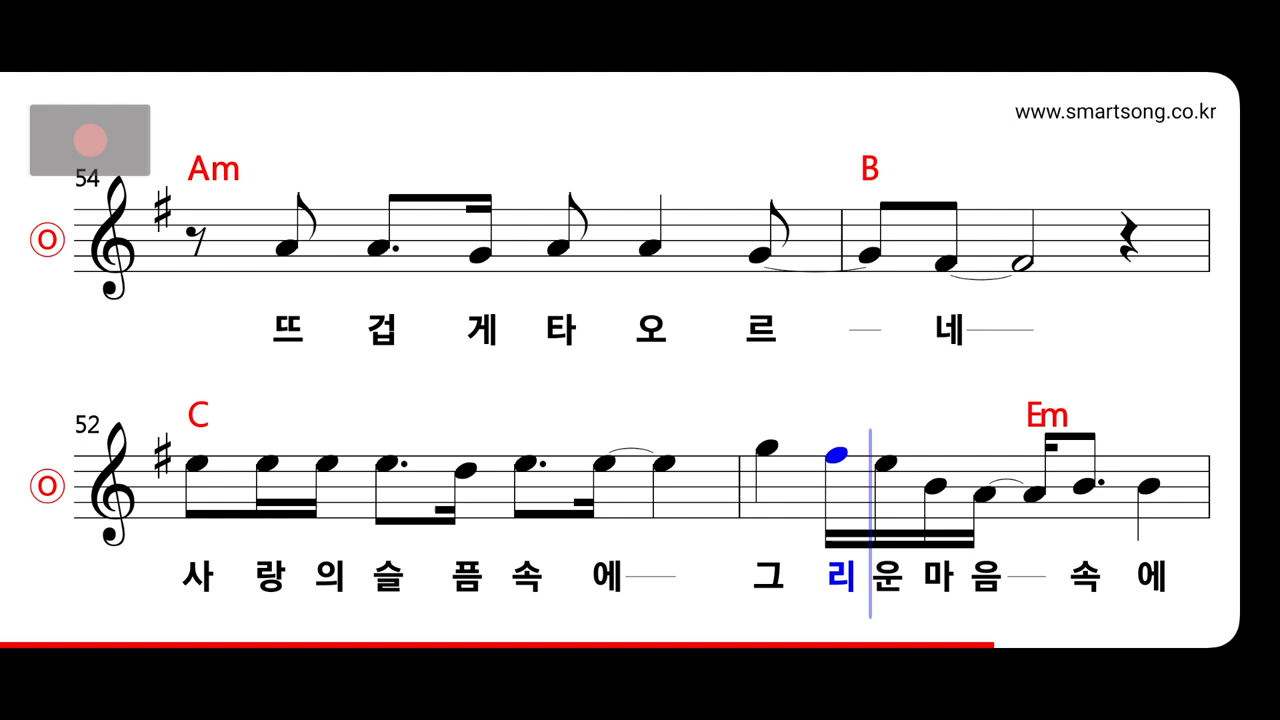 www.smartsong.co.kr
54
Am B
O
뜨 겁 게 타 오 르 네
52
C Em
O
사 랑 의 슬 픔 속 에 그 리 운 마 음 속 에